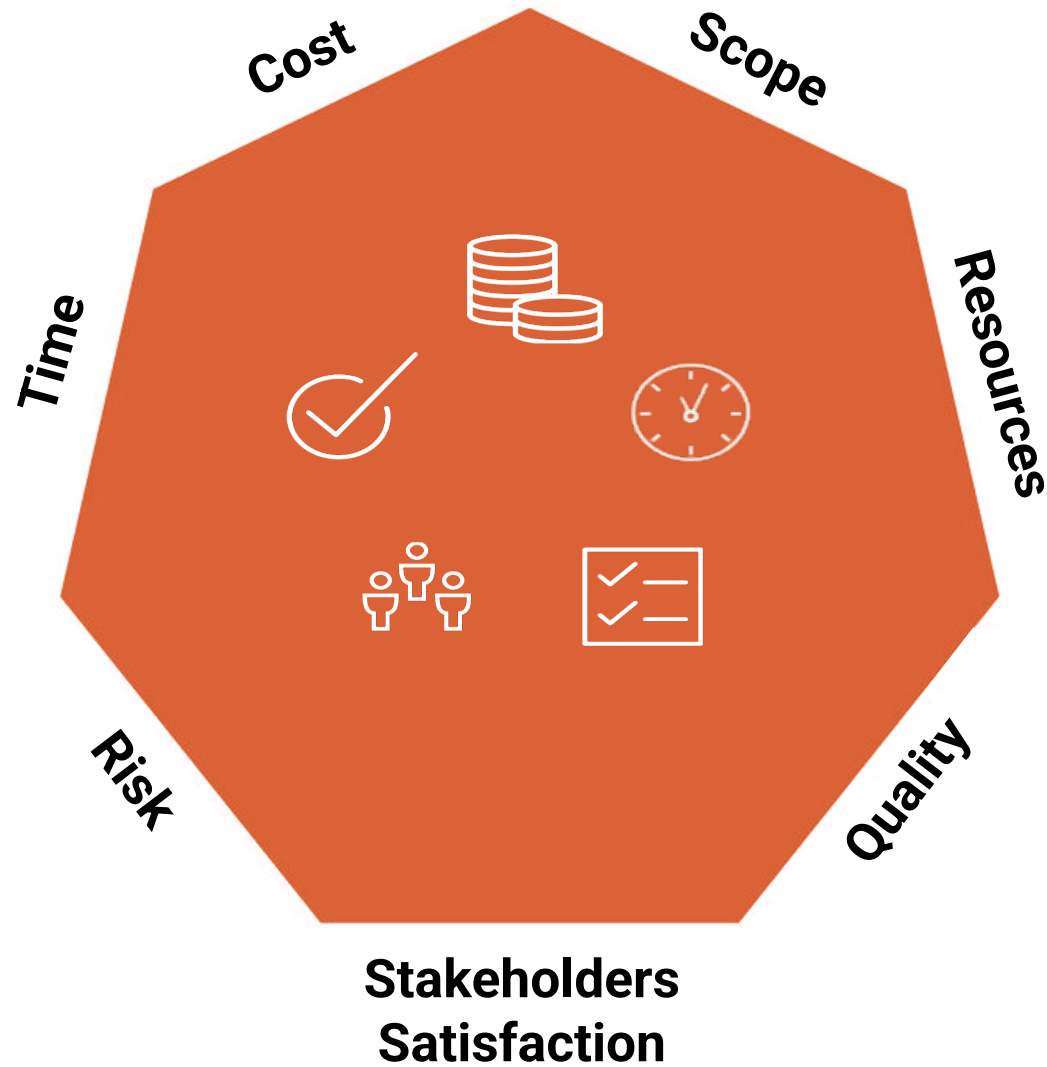 Cost
Scope
Time
Resources
Risk
Quality
Stakeholders
Satisfaction